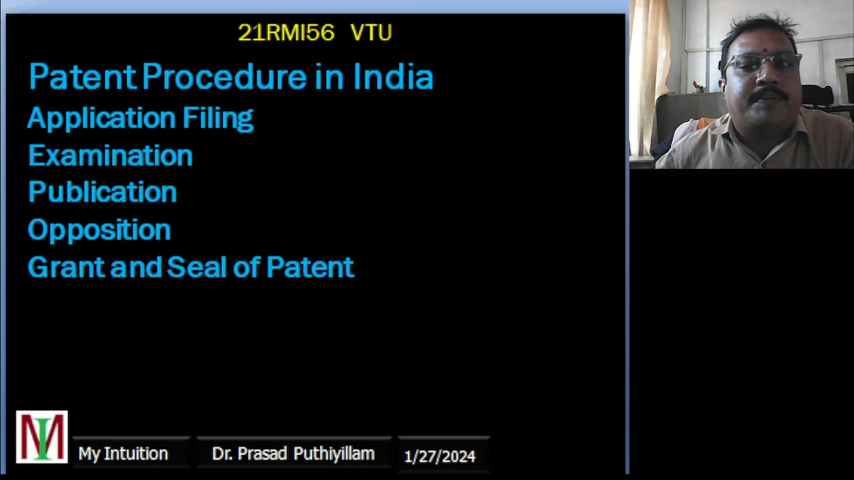 21RMI56 VTU
Patent Procedure in India
Application Filing
Examination
Publication
Opposition
Grant and Seal of Patent
MI
My Intuition
Dr. Prasad Puthiyillam
1/27/2024